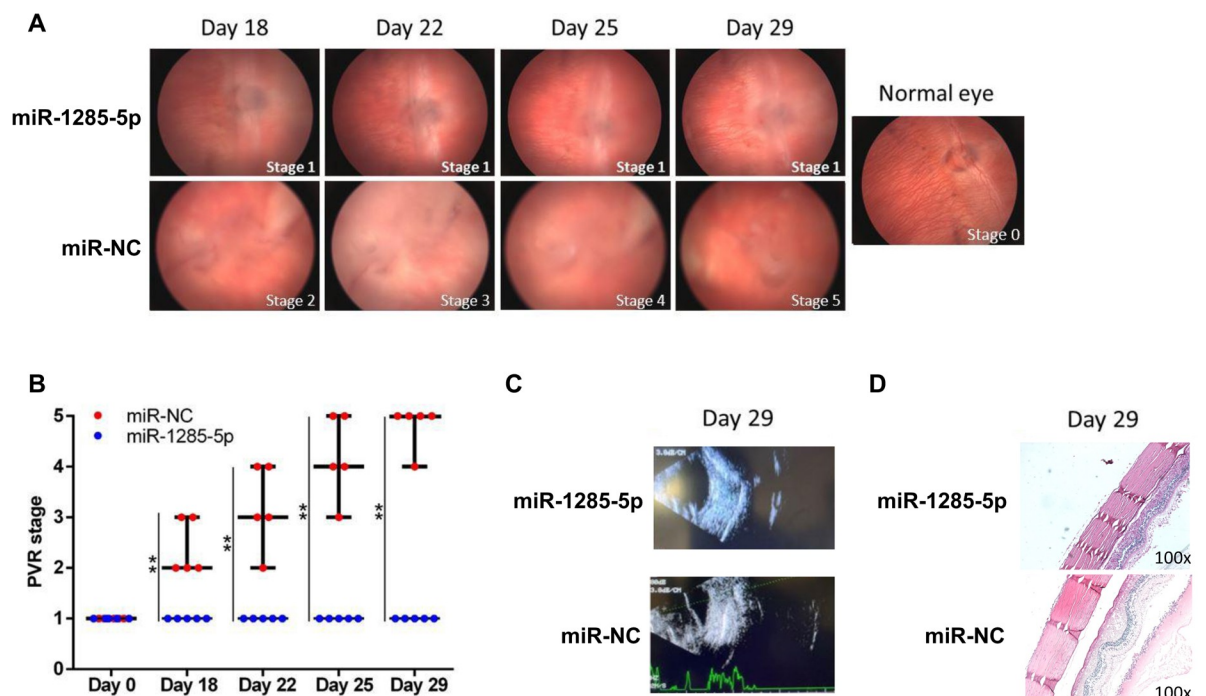 A
Day 18 Day 22 Day 25 Day 29
Normal eye
miR-1285-5p
Stage 1 Stage 1 Stage 1 Stage 1
Stage 0
miR-NC
Stage 2 Stage 3 Stage 4 Stage 5
B
miR-NC
miR-1285-5p
PVR stage
5
4
3
2
1
0
** ** ** **
Day 0 Day 18 Day 22 Day 25 Day 29
C
Day 29
miR-1285-5p
miR-NC
D
Day 29
miR-1285-5p
100x
miR-NC
100x